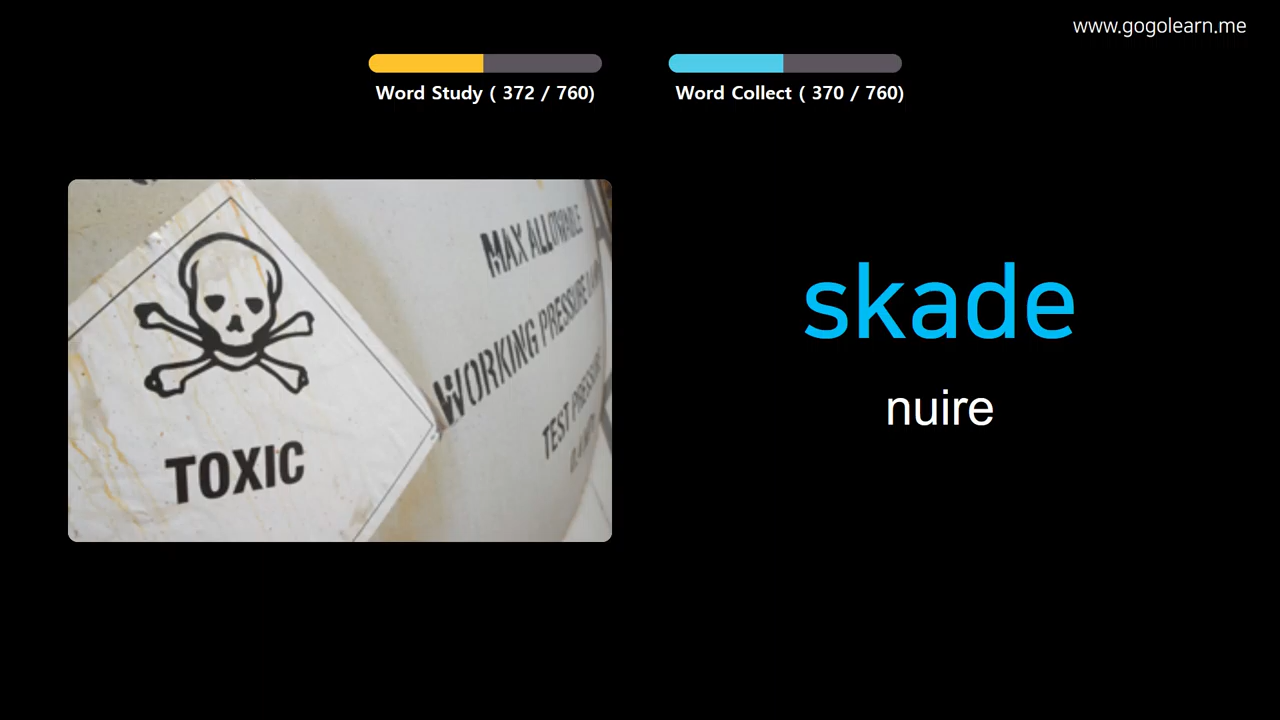 www.gogolearn.me
Word Study ( 372 / 760)
Word Collect ( 370 / 760)
MAX ALLOWABLE
WORKING PRESSURE
TEST PRESSURE
TOXIC
skade
nuire